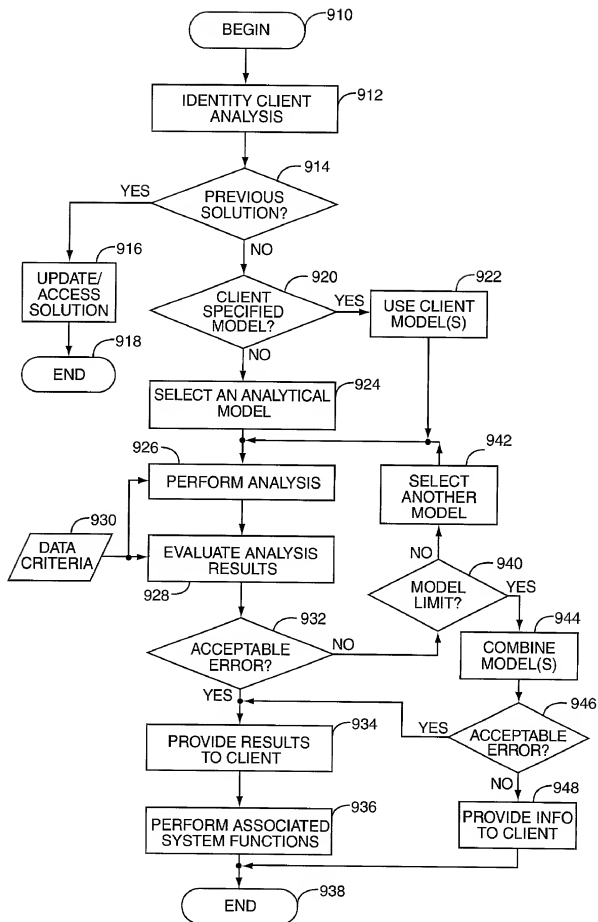 BEGIN
910
IDENTITY CLIENT
ANALYSIS
912
914
YES
PREVIOUS
SOLUTION?
NO
916
UPDATE/
ACCESS
SOLUTION
918
END
920
CLIENT
SPECIFIED
MODEL?
YES
NO
922
USE CLIENT
MODEL(S)
924
SELECT AN ANALYTICAL
MODEL
926
PERFORM ANALYSIS
942
SELECT
ANOTHER
MODEL
930
DATA
CRITERIA
EVALUATE ANALYSIS
RESULTS
928
NO
940
MODEL
LIMIT?
YES
932
ACCEPTABLE
ERROR?
NO
YES
944
COMBINE
MODEL(S)
946
ACCEPTABLE
ERROR?
YES
NO
934
PROVIDE RESULTS
TO CLIENT
948
PROVIDE INFO
TO CLIENT
936
PERFORM ASSOCIATED
SYSTEM FUNCTIONS
END
938